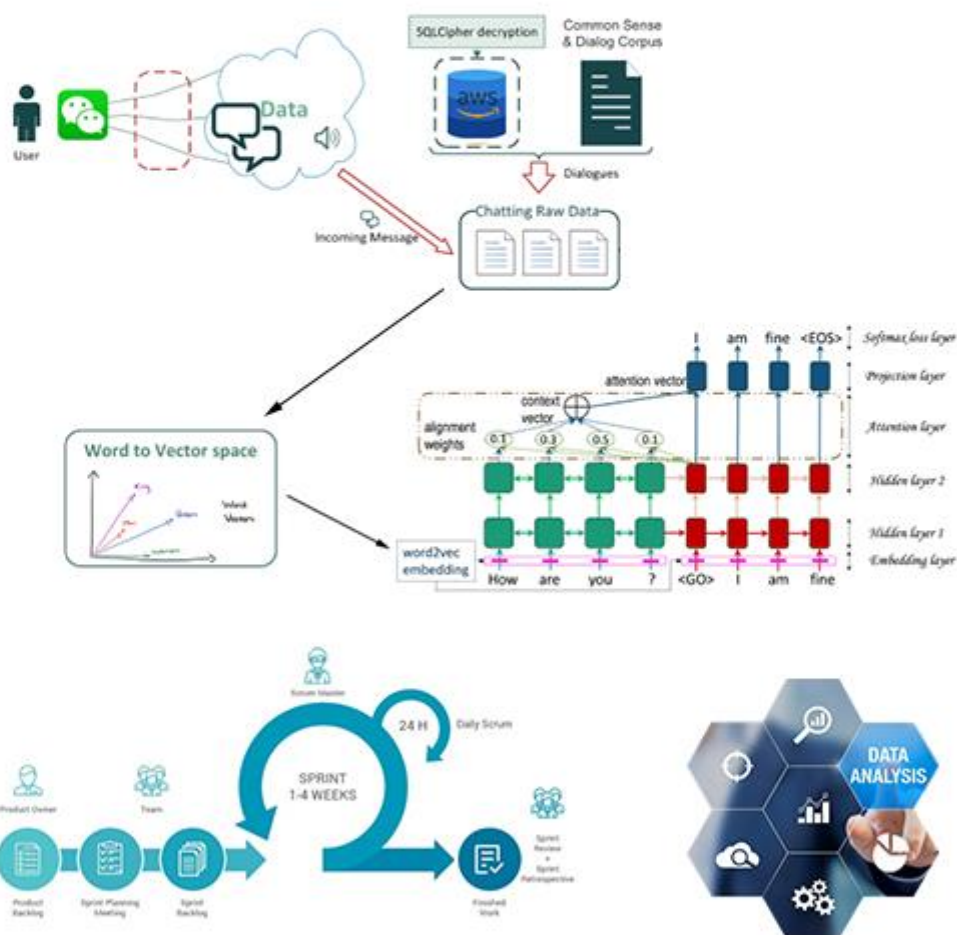 SQLCipher decryption
Common Sense
& Dialog Corpus
aws
Data
User
Dialogues
Chatting Raw Data
Incoming Message
I am fine <EOS>
Softmax loss layer
Projection layer
attention vector
context
vector
alignment
weights
Attention layer
0.1 0.3 0.5 0.1
Hidden layer 2
Hidden layer 1
Word to Vector space
King
Queen
Vectors
word2vec
embedding
Embedding layer
How are you ? <GO> I am fine
Scrum Master
24 H
Daily Scrum
SPRINT
1-4 WEEKS
Product Owner
Team
Product
Backlog
Sprint Planning
Meeting
Sprint
Backlog
Finished
Work
Sprint
Review
+
Sprint
Retrospective
DATA
ANALYSIS